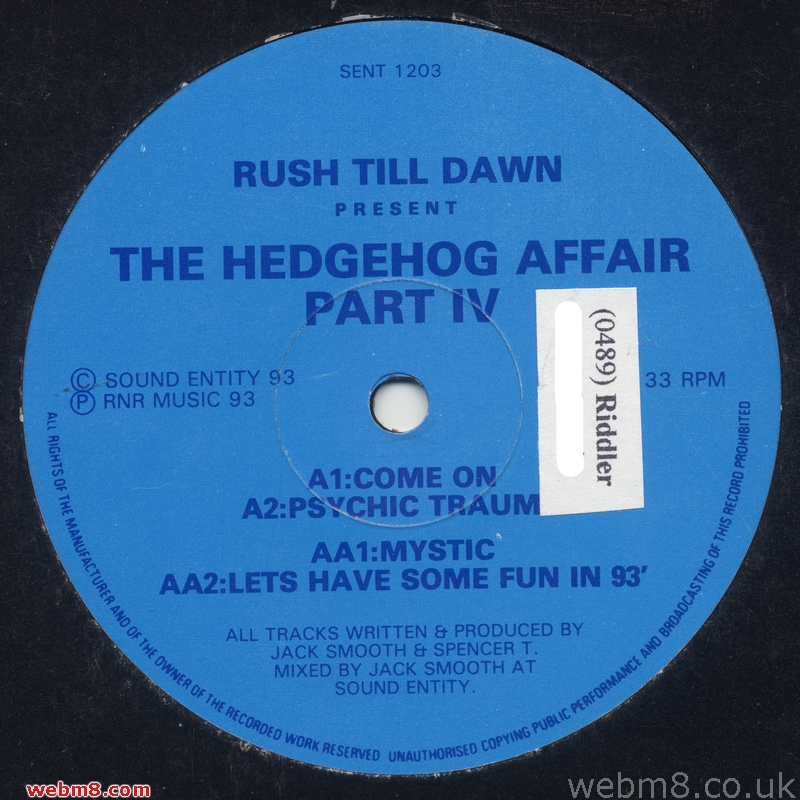 SENT 1203
RUSH TILL DAWN
PRESENT
THE HEDGEHOG AFFAIR
PART IV
(0489) Riddler
© SOUND ENTITY 93
℗ RNR MUSIC 93
33 RPM
A1:COME ON
A2:PSYCHIC TRAUM
AA1:MYSTIC
AA2:LETS HAVE SOME FUN IN 93'
ALL TRACKS WRITTEN & PRODUCED BY
JACK SMOOTH & SPENCER T.
MIXED BY JACK SMOOTH AT
SOUND ENTITY.
ALL RIGHTS OF THE MANUFACTURER AND OF THE OWNER OF THE RECORDED WORK RESERVED UNAUTHORISED COPYING PUBLIC PERFORMANCE AND BROADCASTING OF THIS RECORD PROHIBITED
webm8.com
webm8.co.uk